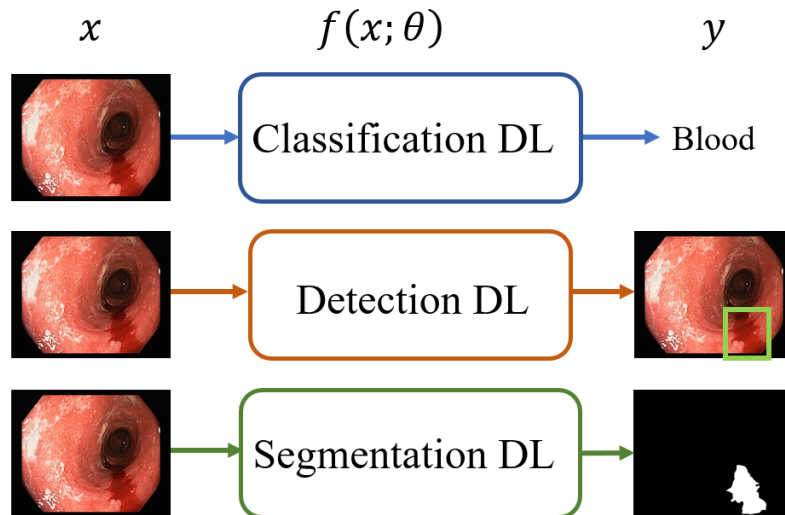 x f(x; θ) y
Classification DL Blood
Detection DL
Segmentation DL